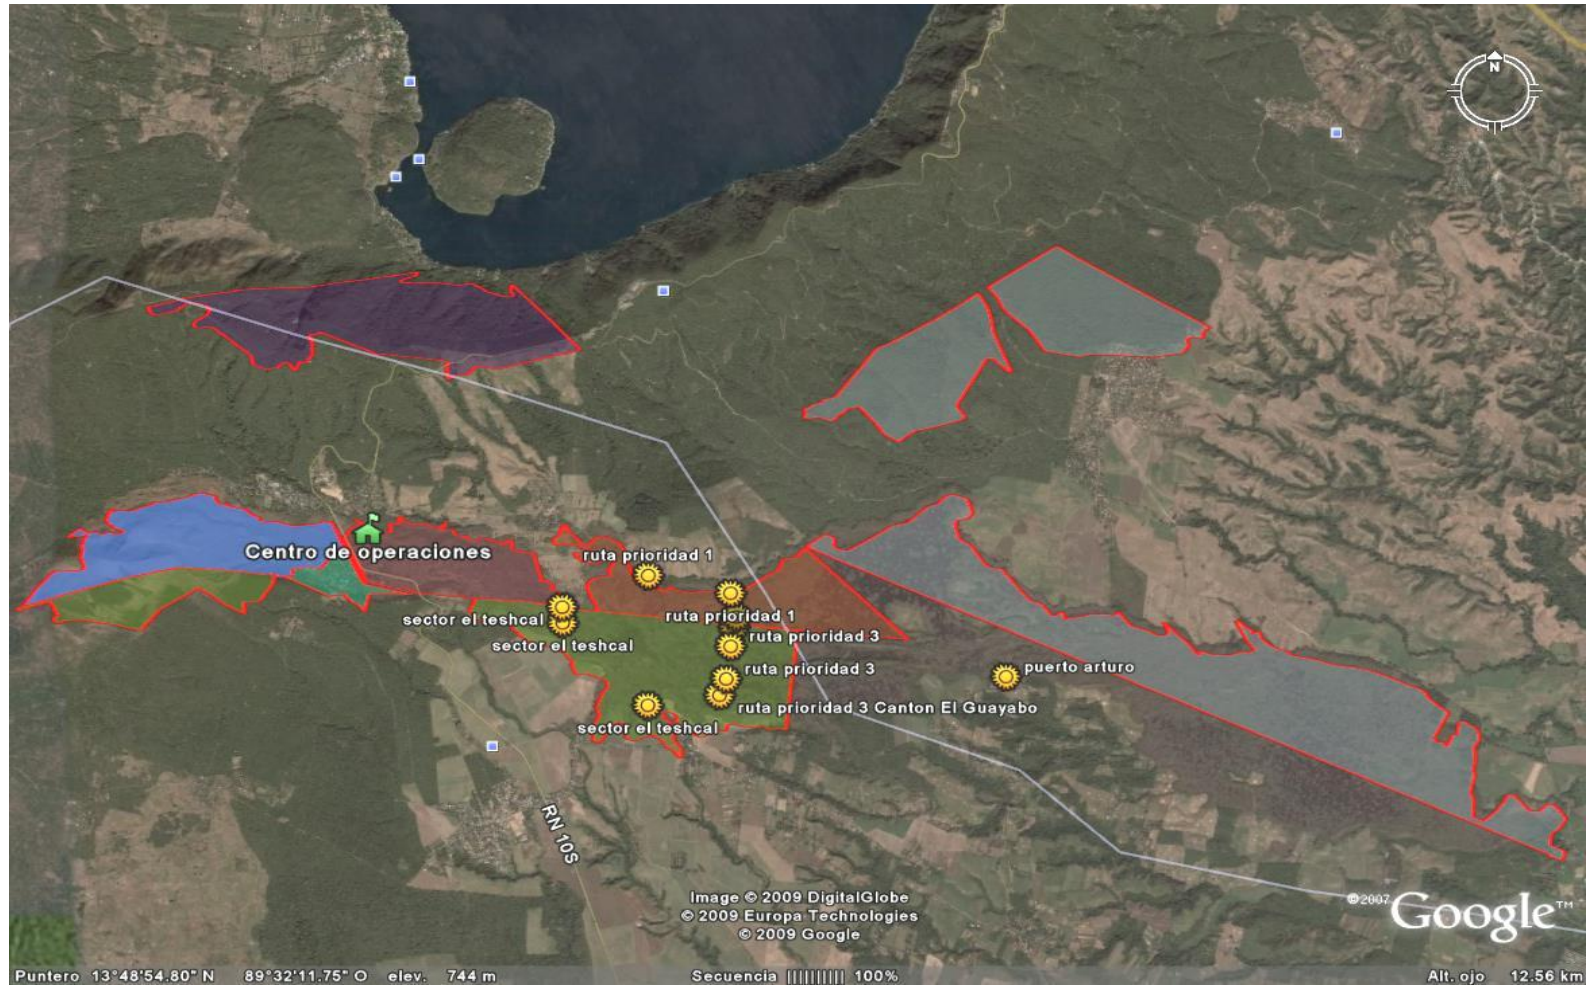 N
Centro de operaciones
ruta prioridad 1
ruta prioridad 1
sector el teshcal
ruta prioridad 3
sector el teshcal
ruta prioridad 3
puerto arturo
ruta prioridad 3 Canton El Guayabo
sector el teshcal
RN 10S
Image © 2009 DigitalGlobe
© 2009 Europa Technologies
© 2009 Google
©2007 Google™
Puntero 13°48'54.80" N 89°32'11.75" O elev. 744 m Secuencia |||||||||| 100% Alt. ojo 12.56 km